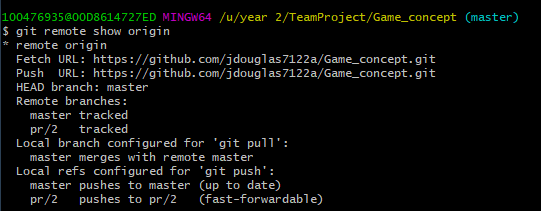 100476935@00D8614727ED MINGW64 /u/year 2/TeamProject/Game_concept (master)
$ git remote show origin
* remote origin
  Fetch URL: https://github.com/jdouglas7122a/Game_concept.git
  Push  URL: https://github.com/jdouglas7122a/Game_concept.git
  HEAD branch: master
  Remote branches:
    master tracked
    pr/2   tracked
  Local branch configured for 'git pull':
    master merges with remote master
  Local refs configured for 'git push':
    master pushes to master (up to date)
    pr/2   pushes to pr/2   (fast-forwardable)